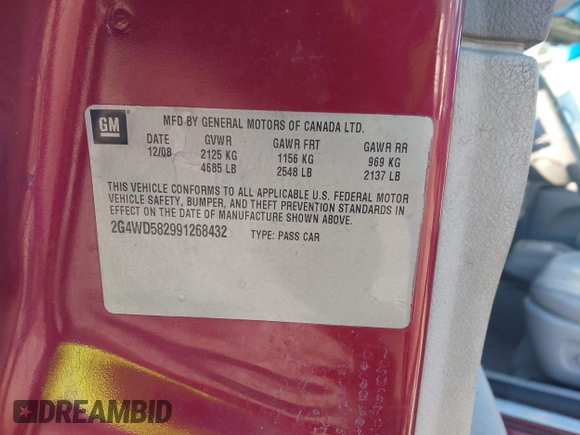 GM
MFD BY GENERAL MOTORS OF CANADA LTD.
DATE GVWR GAWR FRT GAWR RR
12/08 2125 KG 1156 KG 969 KG
4685 LB 2548 LB 2137 LB
THIS VEHICLE CONFORMS TO ALL APPLICABLE U.S. FEDERAL MOTOR
VEHICLE SAFETY, BUMPER, AND THEFT PREVENTION STANDARDS IN
EFFECT ON THE DATE OF MANUFACTURE SHOWN ABOVE.
2G4WD582991268432 TYPE: PASS CAR
DREAMBID